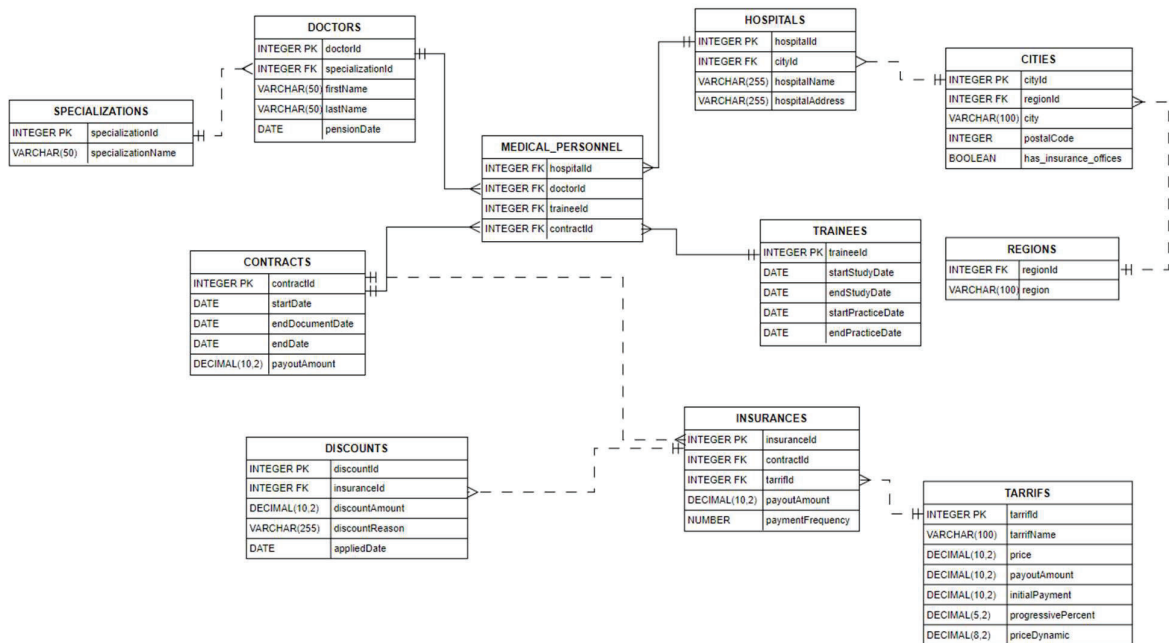 DOCTORS
INTEGER PK doctorId
INTEGER FK specializationId
VARCHAR(50) firstName
VARCHAR(50) lastName
DATE pensionDate
HOSPITALS
INTEGER PK hospitalId
INTEGER FK cityId
VARCHAR(255) hospitalName
VARCHAR(255) hospitalAddress
CITIES
INTEGER PK cityId
INTEGER FK regionId
VARCHAR(100) city
INTEGER postalCode
BOOLEAN has_insurance_offices
SPECIALIZATIONS
INTEGER PK specializationId
VARCHAR(50) specializationName
MEDICAL_PERSONNEL
INTEGER FK hospitalId
INTEGER FK doctorId
INTEGER FK traineeId
INTEGER FK contractId
TRAINEES
INTEGER PK traineeId
DATE startStudyDate
DATE endStudyDate
DATE startPracticeDate
DATE endPracticeDate
REGIONS
INTEGER FK regionId
VARCHAR(100) region
CONTRACTS
INTEGER PK contractId
DATE startDate
DATE endDocumentDate
DATE endDate
DECIMAL(10,2) payoutAmount
INSURANCES
INTEGER PK insuranceId
INTEGER FK contractId
INTEGER FK tarrifId
DECIMAL(10,2) payoutAmount
NUMBER paymentFrequency
DISCOUNTS
INTEGER PK discountId
INTEGER FK insuranceId
DECIMAL(10,2) discountAmount
VARCHAR(255) discountReason
DATE appliedDate
TARRIFS
INTEGER PK tarrifId
VARCHAR(100) tarrifName
DECIMAL(10,2) price
DECIMAL(10,2) payoutAmount
DECIMAL(10,2) initialPayment
DECIMAL(5,2) progressivePercent
DECIMAL(8,2) priceDynamic